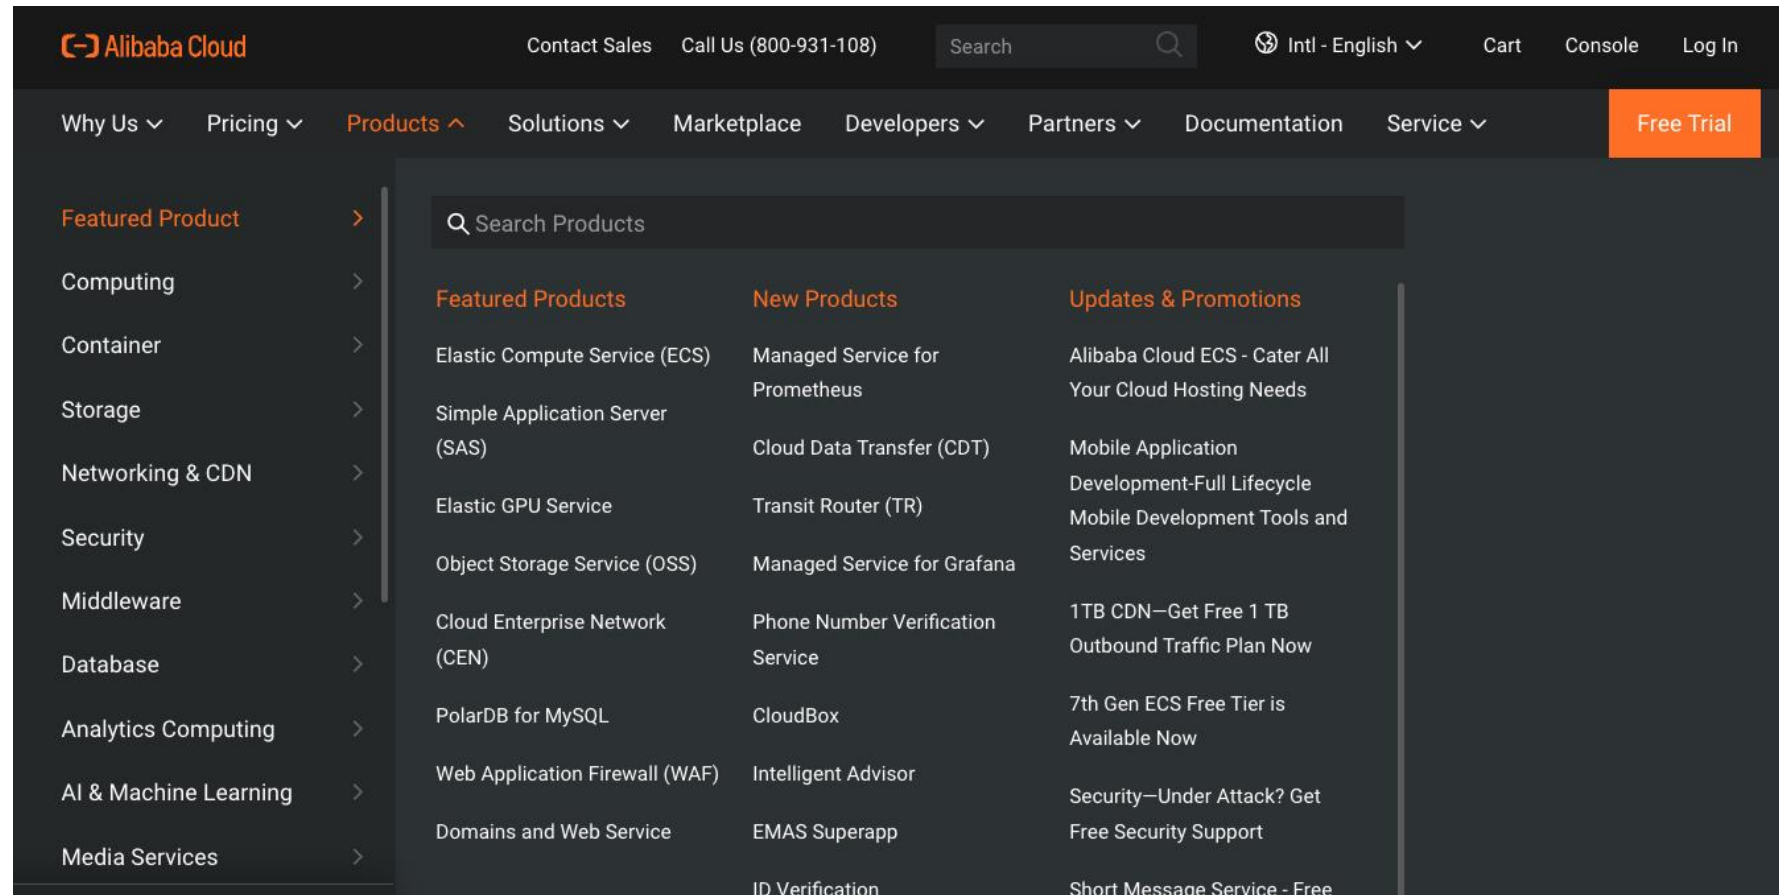 Alibaba Cloud
Contact Sales
Call Us (800-931-108)
Search
Intl - English
Cart
Console
Log In
Why Us
Pricing
Products
Solutions
Marketplace
Developers
Partners
Documentation
Service
Free Trial
Featured Product
Computing
Container
Storage
Networking & CDN
Security
Middleware
Database
Analytics Computing
AI & Machine Learning
Media Services
Search Products
Featured Products
Elastic Compute Service (ECS)
Simple Application Server
(SAS)
Elastic GPU Service
Object Storage Service (OSS)
Cloud Enterprise Network
(CEN)
PolarDB for MySQL
Web Application Firewall (WAF)
Domains and Web Service
New Products
Managed Service for
Prometheus
Cloud Data Transfer (CDT)
Transit Router (TR)
Managed Service for Grafana
Phone Number Verification
Service
CloudBox
Intelligent Advisor
EMAS Superapp
ID Verification
Updates & Promotions
Alibaba Cloud ECS - Cater All
Your Cloud Hosting Needs
Mobile Application
Development-Full Lifecycle
Mobile Development Tools and
Services
1TB CDN—Get Free 1 TB
Outbound Traffic Plan Now
7th Gen ECS Free Tier is
Available Now
Security—Under Attack? Get
Free Security Support
Short Message Service - Free